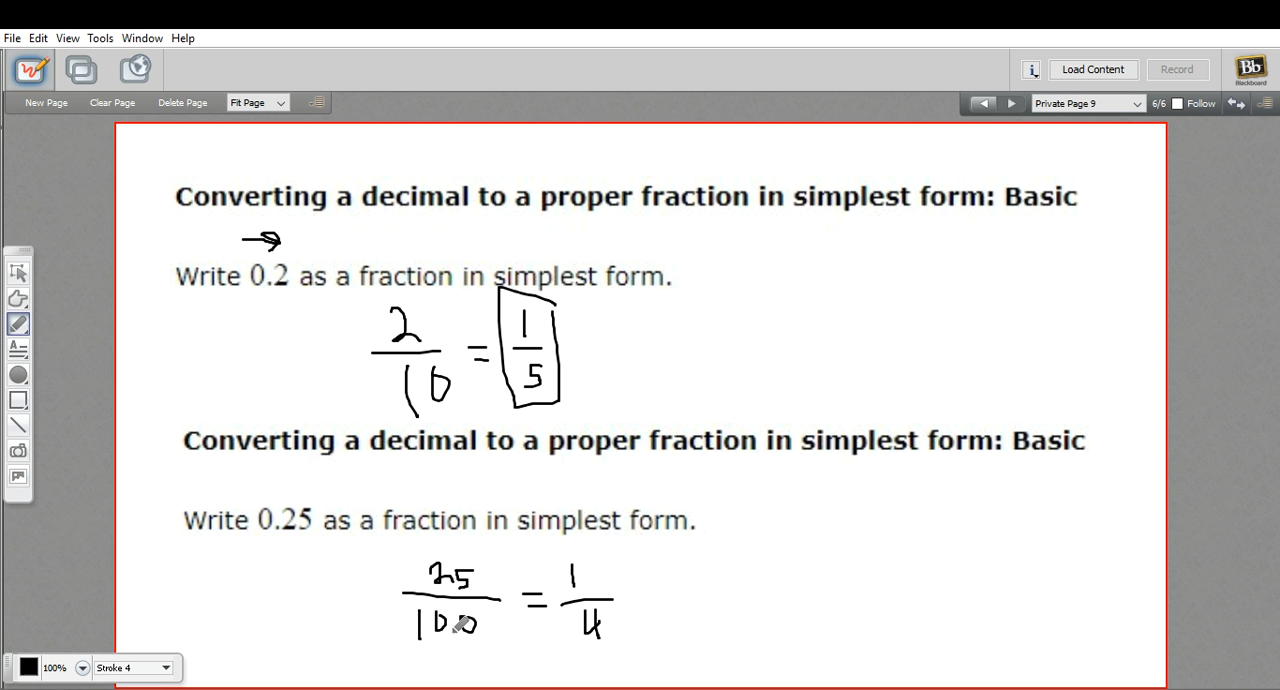 File Edit View Tools Window Help
i Load Content Record Bb
Blackboard
New Page Clear Page Delete Page Fit Page Private Page 9 6/6 Follow
Converting a decimal to a proper fraction in simplest form: Basic
Write 0.2 as a fraction in simplest form.
2 1
— = —
10 5
Converting a decimal to a proper fraction in simplest form: Basic
Write 0.25 as a fraction in simplest form.
25 1
— = —
100 4
100% Stroke 4